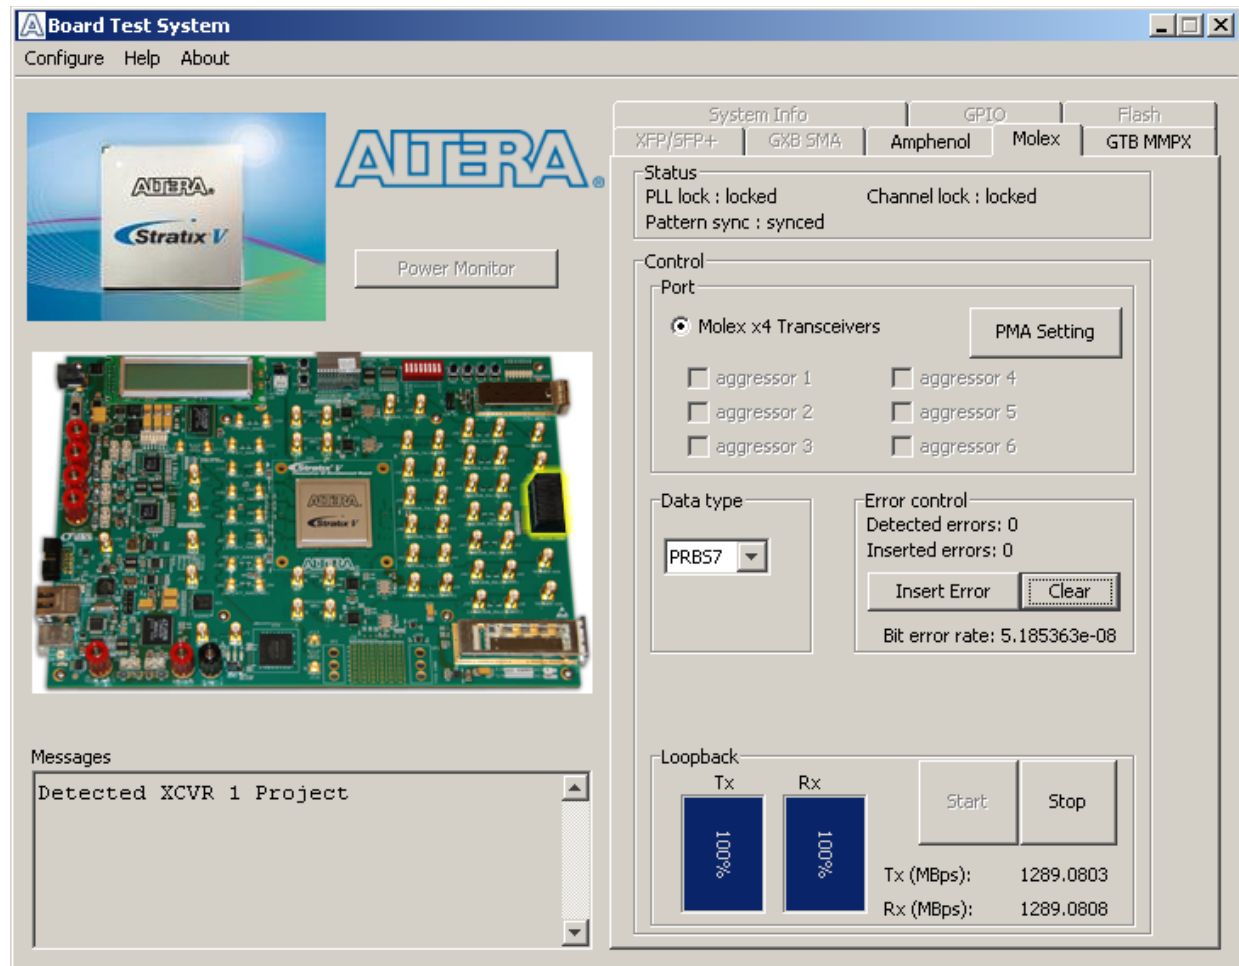 Board Test System
Configure Help About
ALTERA
Stratix V
ALTERA®
Power Monitor
Stratix V
ALTERA
Stratix V
ALTERA
Messages
Detected XCVR 1 Project
System Info GPIO Flash
XFP/SFP+ GXB SMA Amphenol Molex GTB MMPX
Status
PLL lock : locked Channel lock : locked
Pattern sync : synced
Control
Port
Molex x4 Transceivers PMA Setting
aggressor 1 aggressor 4
aggressor 2 aggressor 5
aggressor 3 aggressor 6
Data type
PRBS7
Error control
Detected errors: 0
Inserted errors: 0
Insert Error Clear
Bit error rate: 5.185363e-08
Loopback
Tx Rx
100% 100%
Start Stop
Tx (MBps): 1289.0803
Rx (MBps): 1289.0808